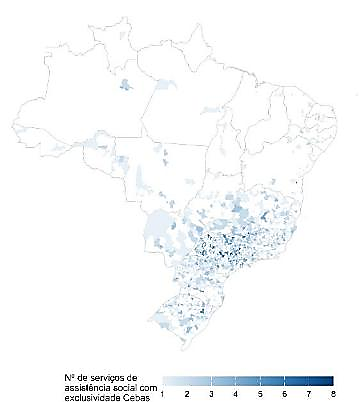 Nº de serviços de
assistência social com
exclusividade Cebas
1 2 3 4 5 6 7 8